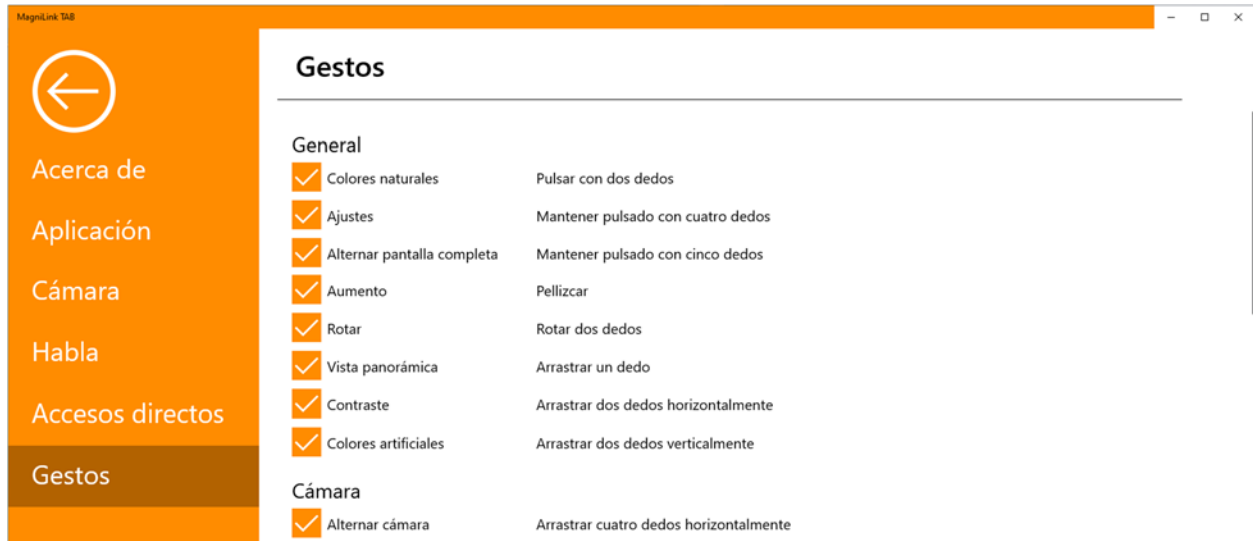 MagniLink TAB
Acerca de
Aplicación
Cámara
Habla
Accesos directos
Gestos
Gestos
General
Colores naturales Pulsar con dos dedos
Ajustes Mantener pulsado con cuatro dedos
Alternar pantalla completa Mantener pulsado con cinco dedos
Aumento Pellizcar
Rotar Rotar dos dedos
Vista panorámica Arrastrar un dedo
Contraste Arrastrar dos dedos horizontalmente
Colores artificiales Arrastrar dos dedos verticalmente
Cámara
Alternar cámara Arrastrar cuatro dedos horizontalmente